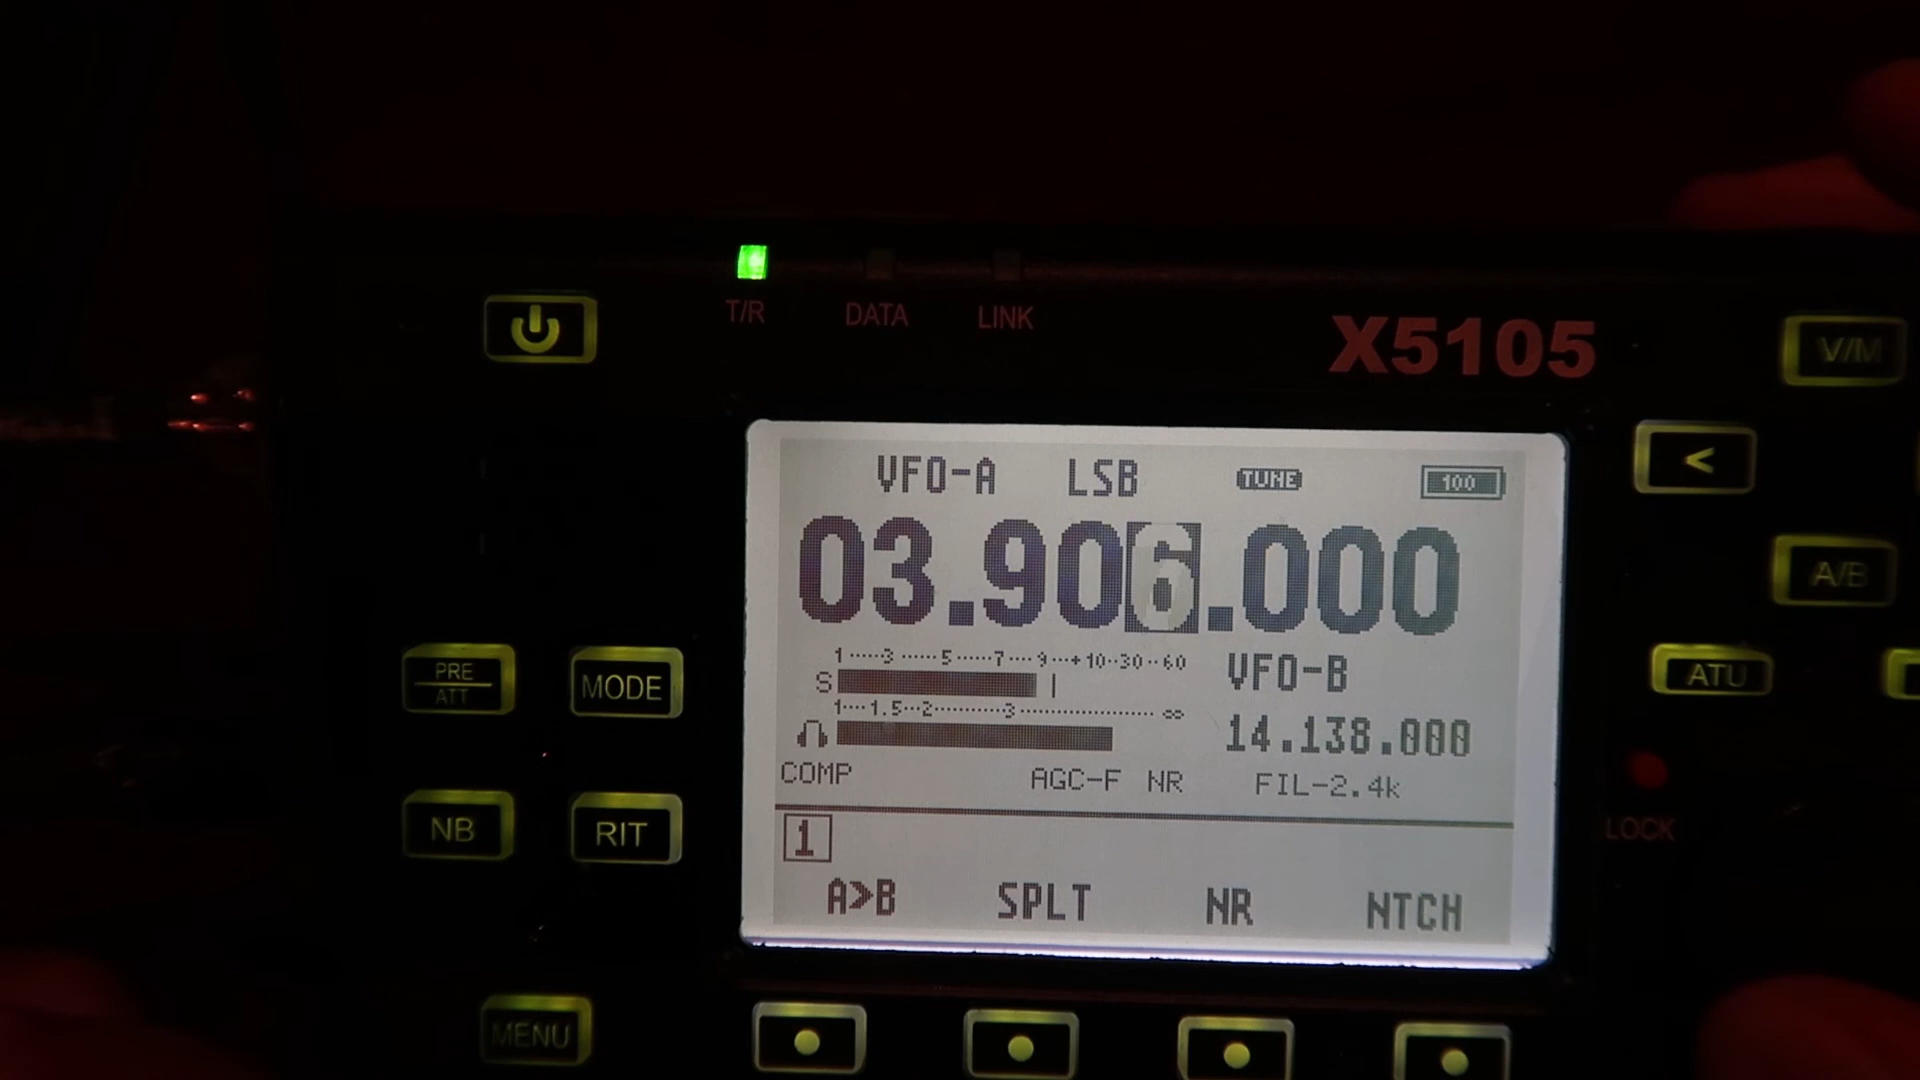 T/R DATA LINK
X5105
V/M
<
VFO-A LSB TUNE 100
03.906.000
A/B
1·····3·····5·····7····9···+10··30··60
S
VFO-B
ATU
PRE
ATT
MODE
1····1.5··2··········3·················∞
14.138.000
COMP AGC-F NR FIL-2.4k
NB RIT
LOCK
1
A>B SPLT NR NTCH
MENU